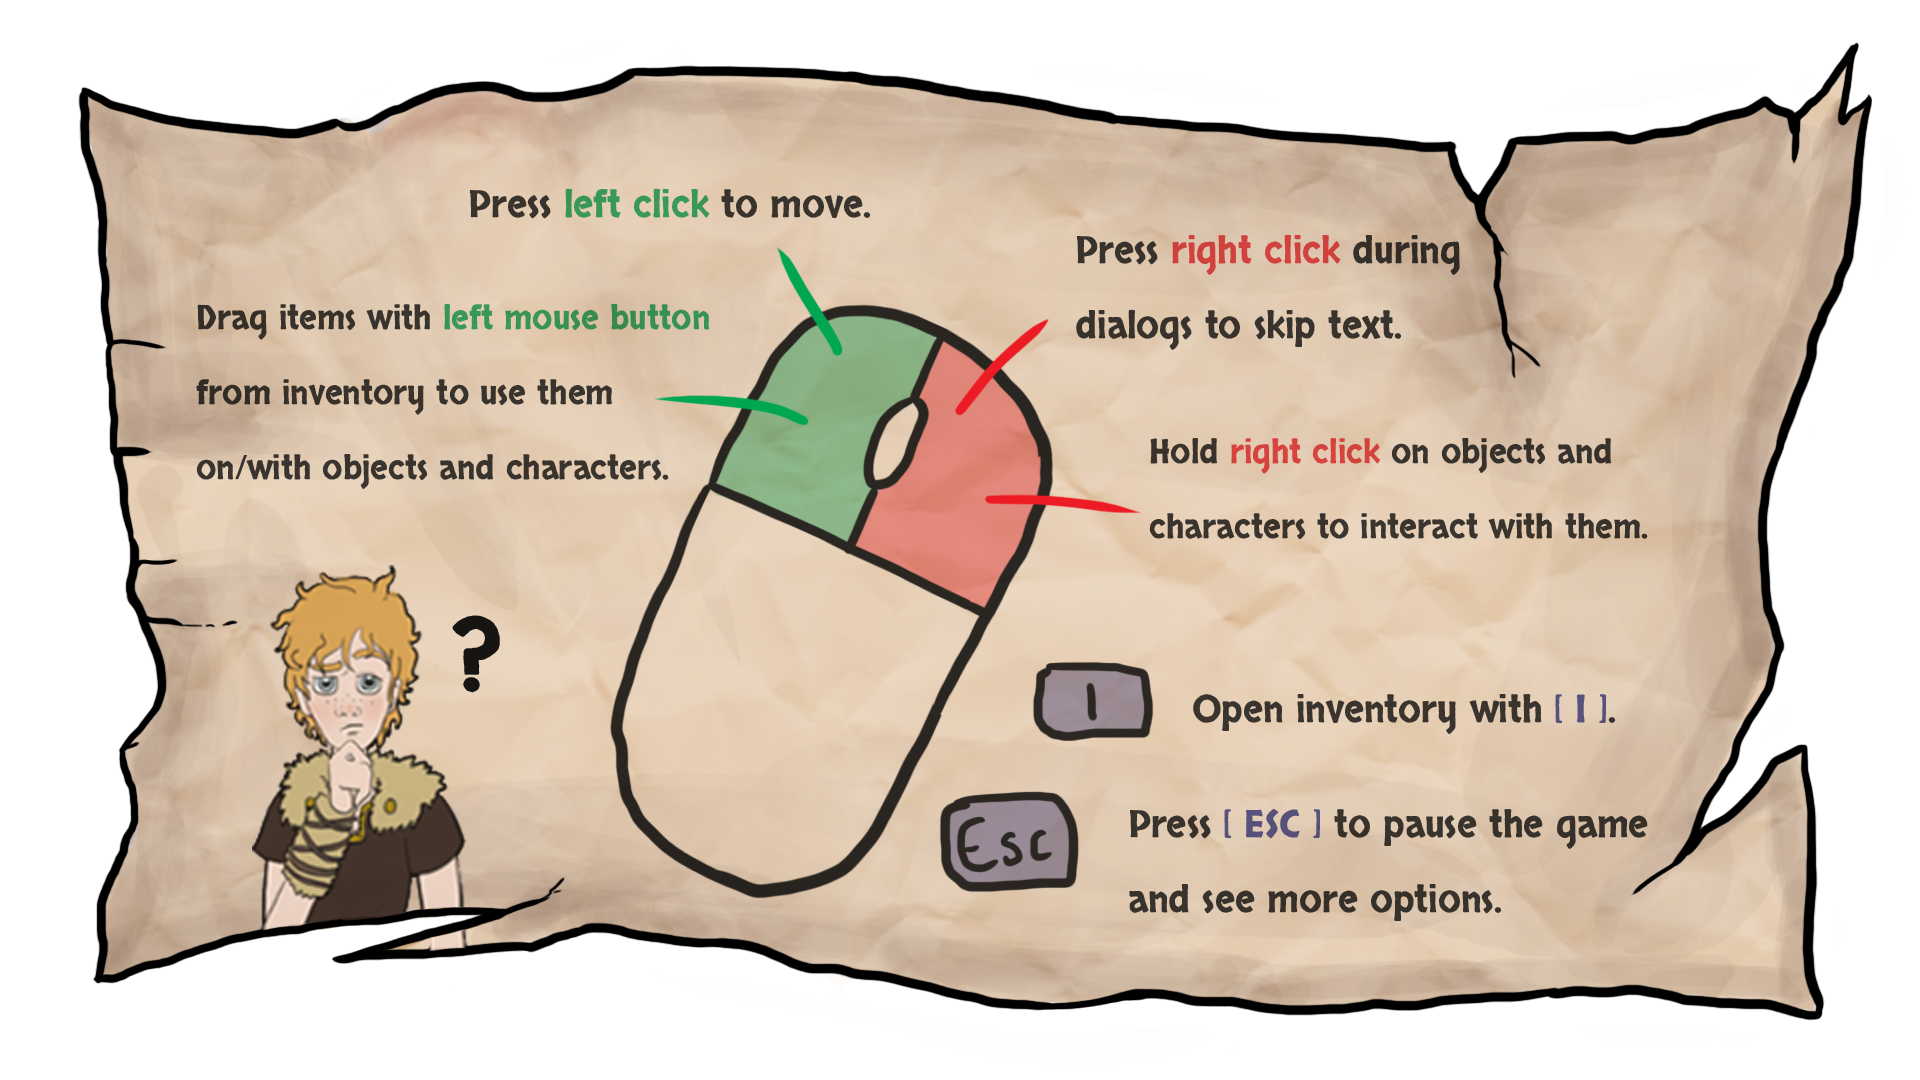 Press left click to move.
Drag items with left mouse button
from inventory to use them
on/with objects and characters.
Press right click during
dialogs to skip text.
Hold right click on objects and
characters to interact with them.
?
I
Open inventory with [ I ].
Esc
Press [ ESC ] to pause the game
and see more options.